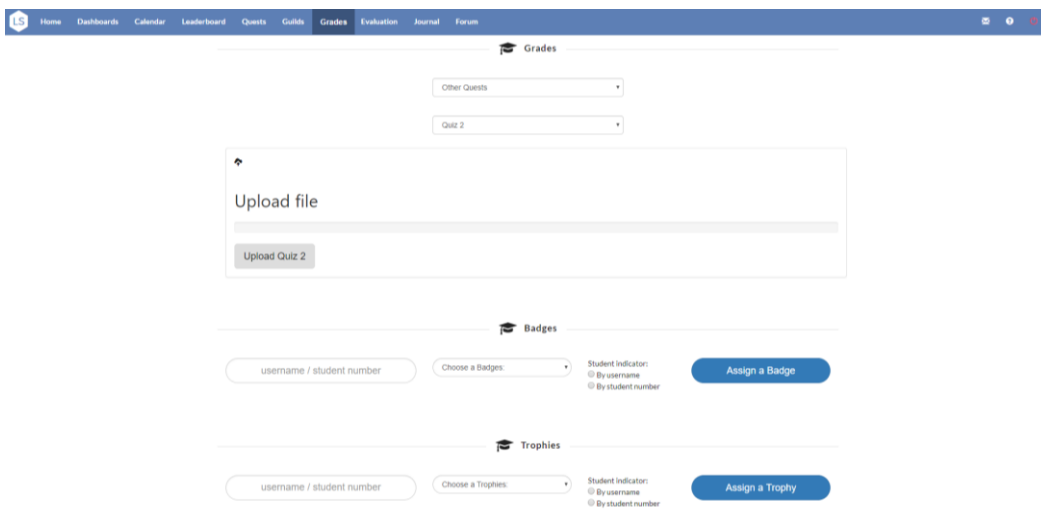 LS Home Dashboards Calendar Leaderboard Quests Guilds Grades Evaluation Journal Forum
Grades
Other Quests
Quiz 2
Upload file
Upload Quiz 2
Badges
username / student number
Choose a Badges:
Student indicator:
By username
By student number
Assign a Badge
Trophies
username / student number
Choose a Trophies:
Student indicator:
By username
By student number
Assign a Trophy